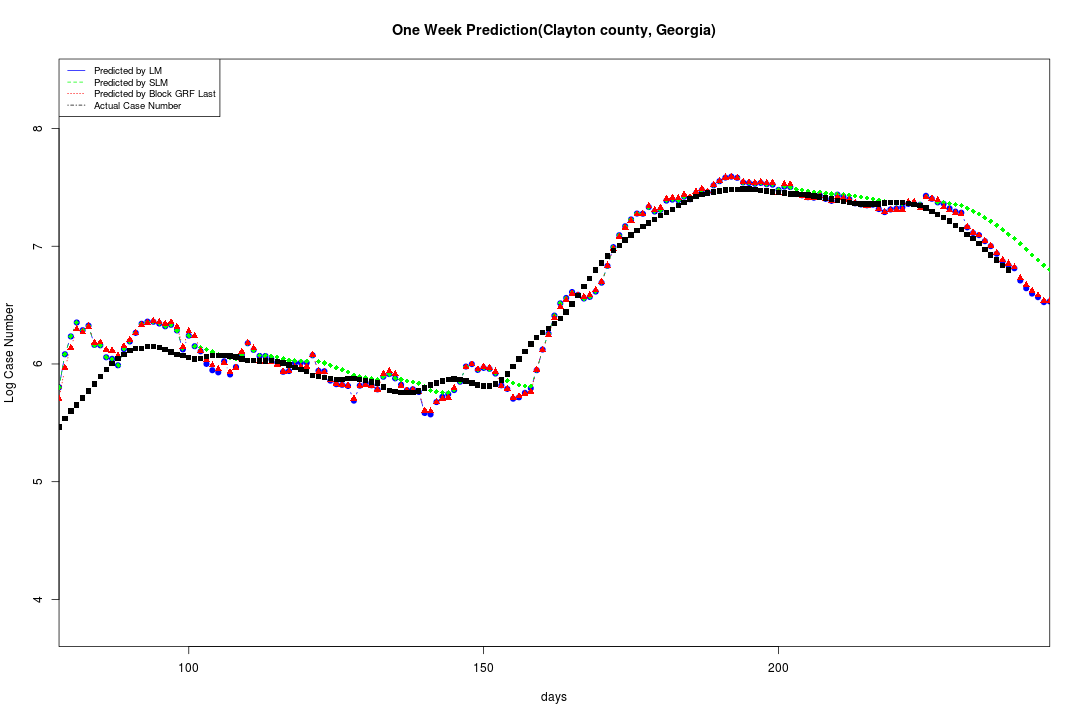 One Week Prediction(Clayton county, Georgia)
Predicted by LM
Predicted by SLM
Predicted by Block GRF Last
Actual Case Number
8
7
6
5
4
Log Case Number
100 150 200
days